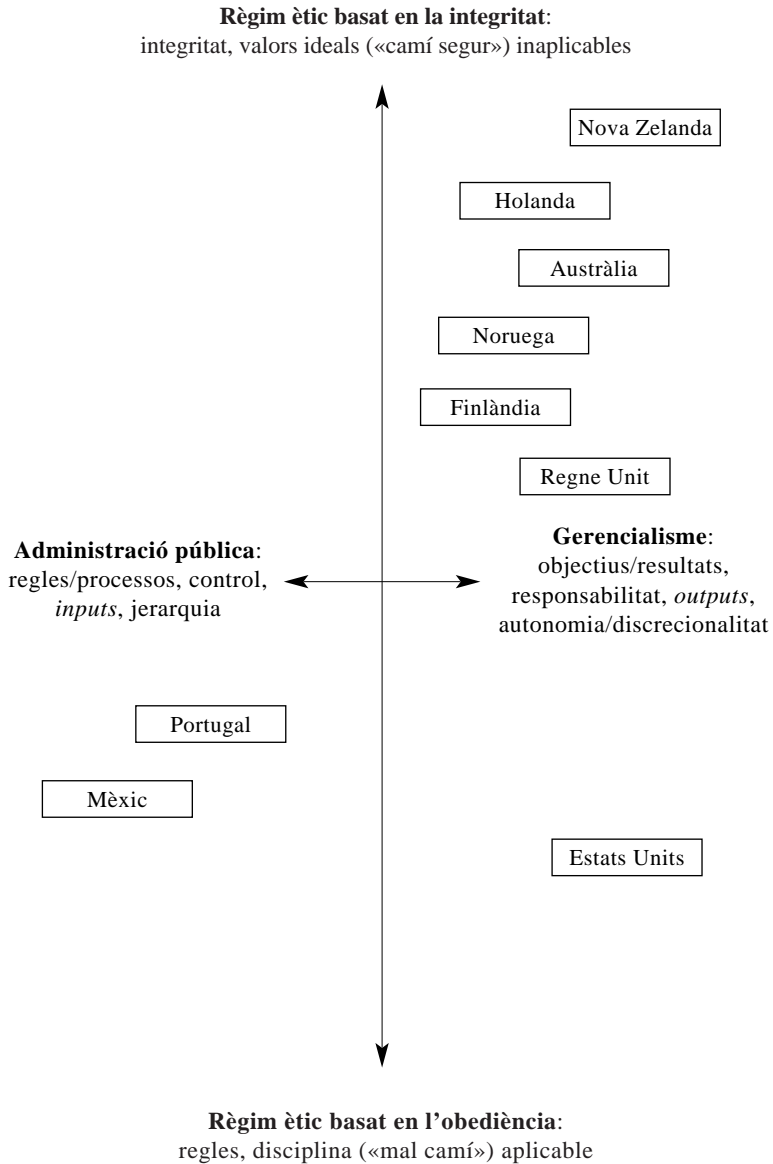 Règim ètic basat en la integritat:
integritat, valors ideals («camí segur») inaplicables
Nova Zelanda
Holanda
Austràlia
Noruega
Finlàndia
Regne Unit
Administració pública:
regles/processos, control,
inputs, jerarquia
Gerencialisme:
objectius/resultats,
responsabilitat, outputs,
autonomia/discrecionalitat
Portugal
Mèxic
Estats Units
Règim ètic basat en l’obediència:
regles, disciplina («mal camí») aplicable